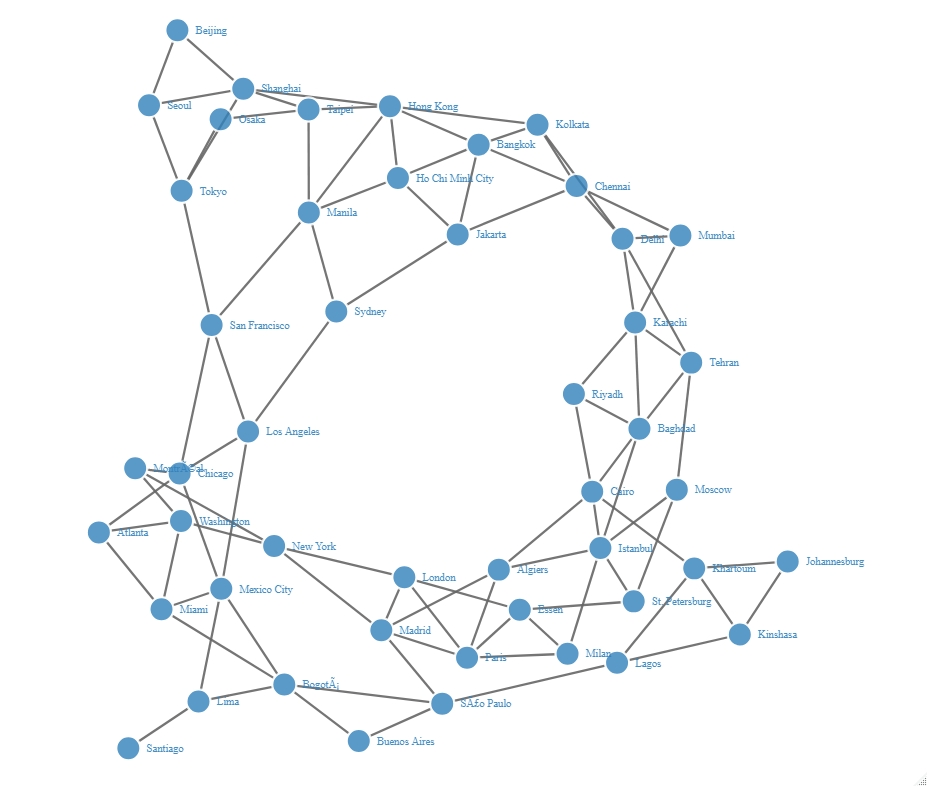 Beijing
Shanghai
Seoul
Osaka
Taipei
Hong Kong
Kolkata
Bangkok
Tokyo
Ho Chi Minh City
Chennai
Manila
Jakarta
Delhi
Mumbai
San Francisco
Sydney
Karachi
Tehran
Riyadh
Los Angeles
Baghdad
MontrÃ©al
Chicago
Cairo
Moscow
Atlanta
Washington
New York
Istanbul
Algiers
Khartoum
Johannesburg
London
Mexico City
Miami
Essen
St. Petersburg
Madrid
Kinshasa
Paris
Milan
Lagos
BogotÃ¡
Lima
SÃ£o Paulo
Santiago
Buenos Aires